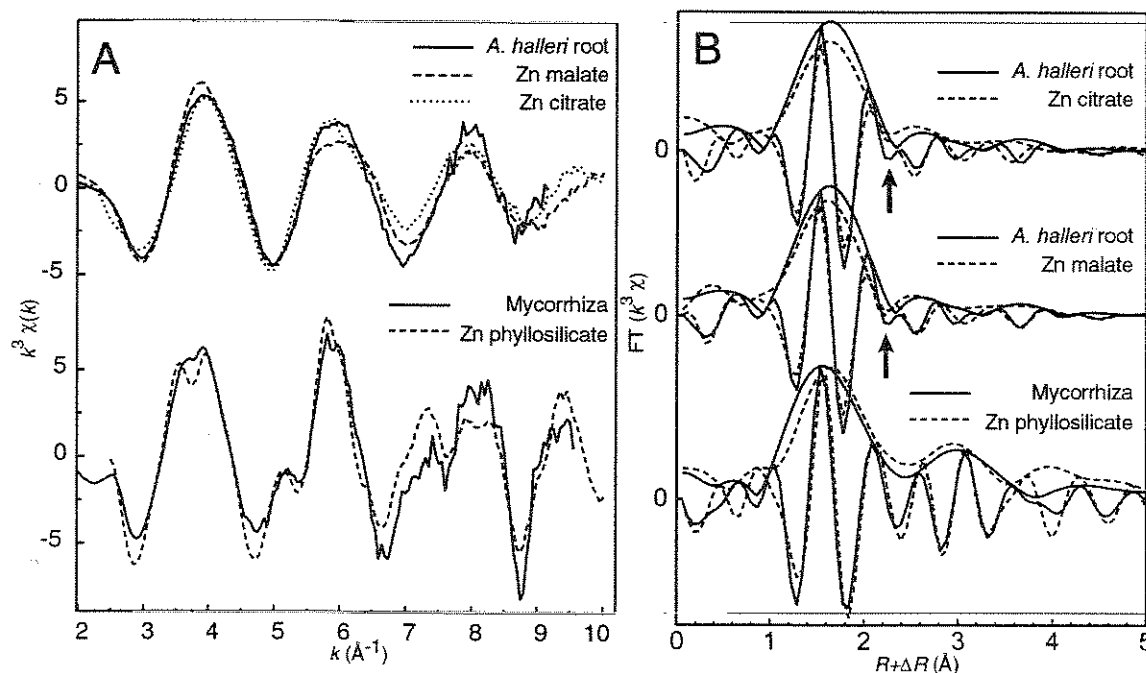 A
A. halleri root
Zn malate
Zn citrate
5
0
-5
Mycorrhiza
Zn phyllosilicate
5
0
-5
k³ χ(k)
2 3 4 5 6 7 8 9 10
k (Å⁻¹)
B
A. halleri root
Zn citrate
0
A. halleri root
Zn malate
0
Mycorrhiza
Zn phyllosilicate
0
FT (k³ χ)
0 1 2 3 4 5
R+ΔR (Å)